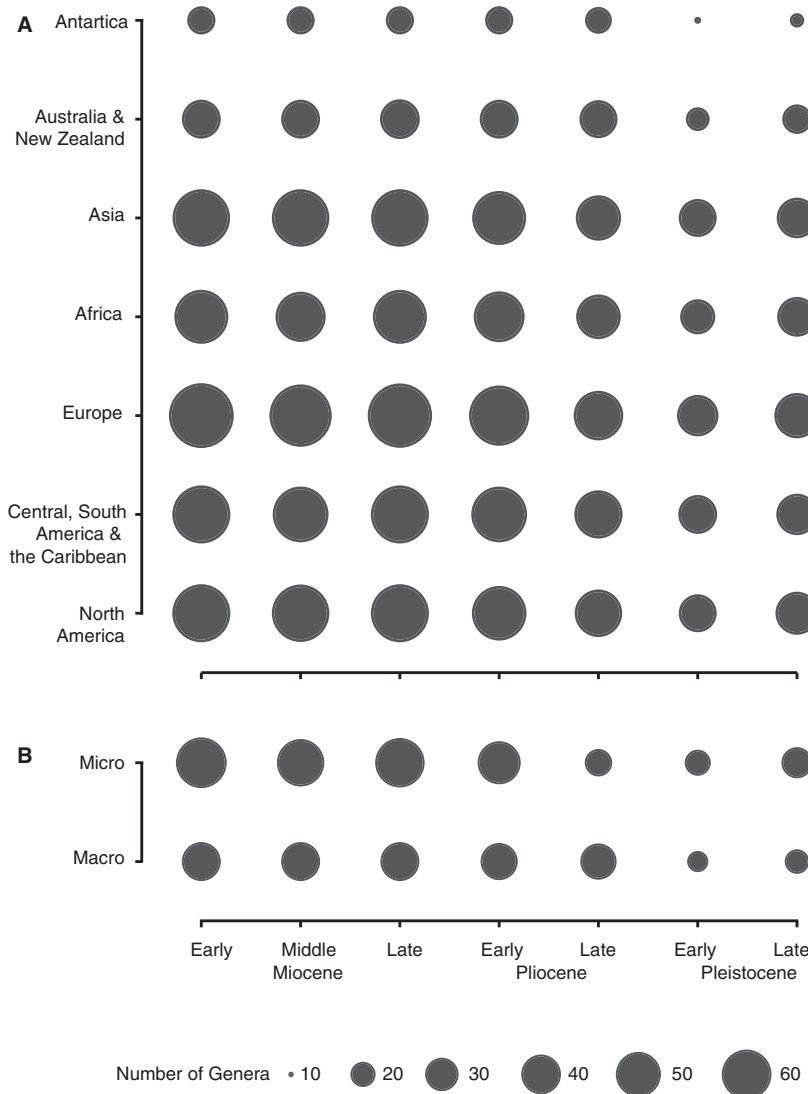 A
Antartica
Australia &
New Zealand
Asia
Africa
Europe
Central, South
America &
the Caribbean
North
America
B
Micro
Macro
Early Middle Late Early Late Early Late
Miocene Pliocene Pleistocene
Number of Genera 10 20 30 40 50 60